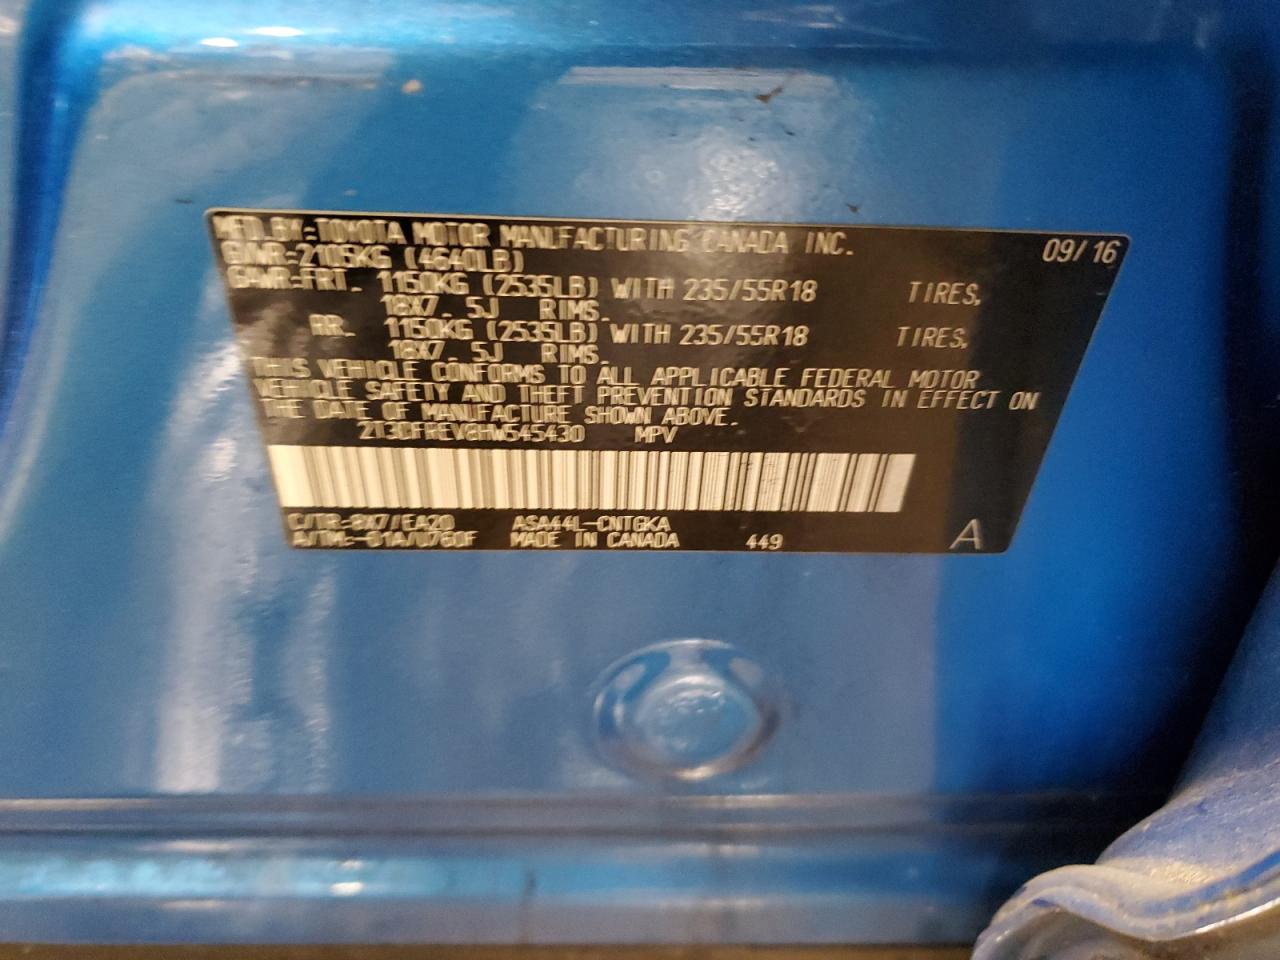 MFD.BY:TOYOTA MOTOR MANUFACTURING CANADA INC. 09/16
GVWR:2105KG (4640LB)
GAWR:FRT. 1150KG (2535LB) WITH 235/55R18 TIRES,
18X7.5J RIMS.
RR. 1150KG (2535LB) WITH 235/55R18 TIRES,
18X7.5J RIMS.
THIS VEHICLE CONFORMS TO ALL APPLICABLE FEDERAL MOTOR
VEHICLE SAFETY AND THEFT PREVENTION STANDARDS IN EFFECT ON
THE DATE OF MANUFACTURE SHOWN ABOVE.
2T3DFREV8HW545430 MPV
C/TR:8X7/EA20 ASA44L-CNTGKA
A/TM:-01A/U760F MADE IN CANADA 449 A